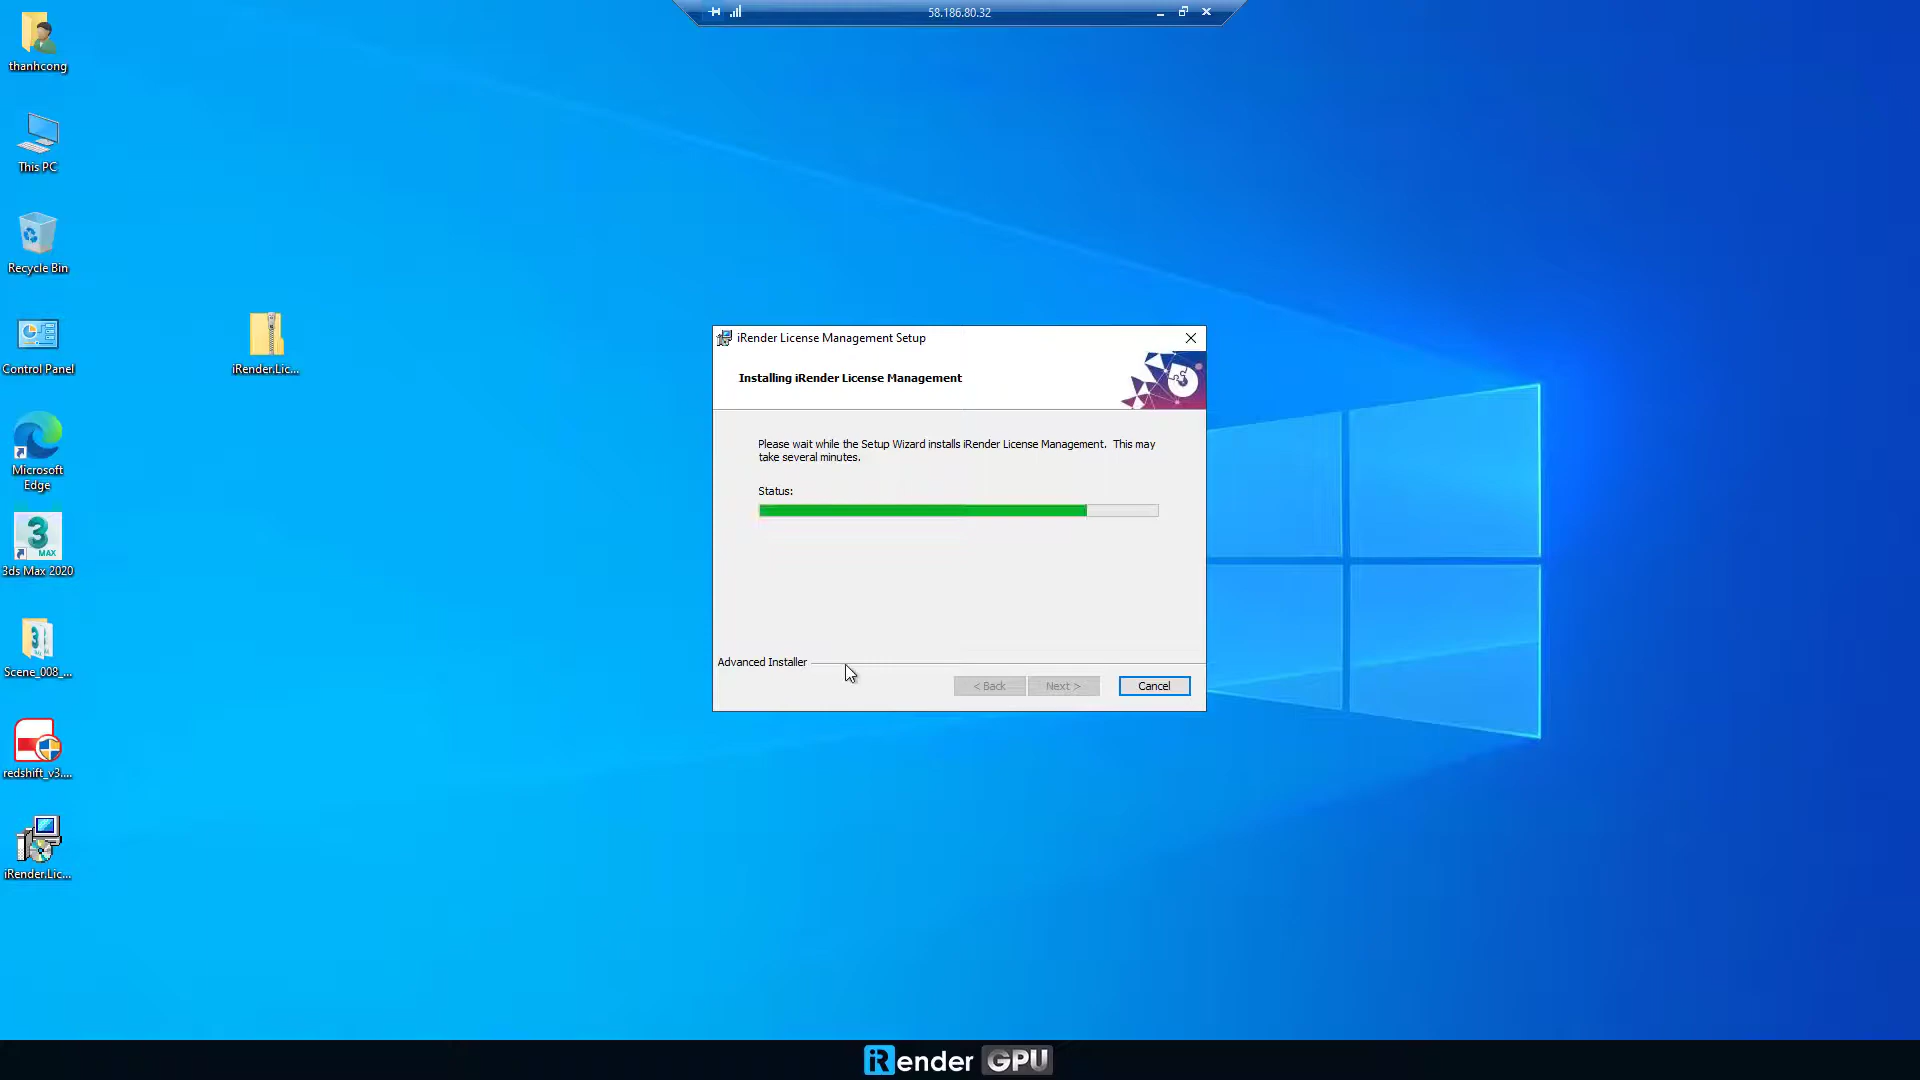 58.186.80.32
thanhcong
This PC
Recycle Bin
Control Panel
iRender.Lic...
Microsoft
Edge
3
MAX
3ds Max 2020
Scene_008_...
redshift_v3....
iRender.Lic...
iRender License Management Setup
Installing iRender License Management
Please wait while the Setup Wizard installs iRender License Management. This may
take several minutes.
Status:
Advanced Installer
< Back
Next >
Cancel
iRender GPU